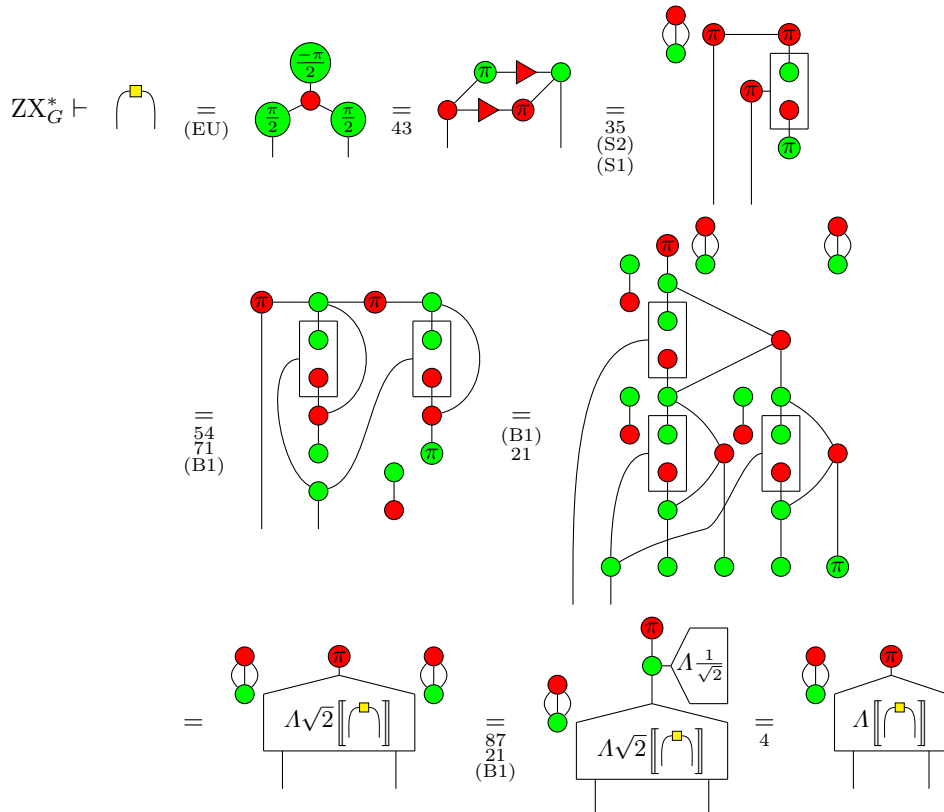 ZX*_G ⊢ = (EU) -π/2 π/2 π/2 = 43 π π = 35 (S2) (S1) π π π π
= 54 71 (B1) π π π = (B1) 21 π π
= π Λ√2⟦ ⟧ = 87 21 (B1) π Λ 1/√2 Λ√2⟦ ⟧ = 4 π Λ⟦ ⟧